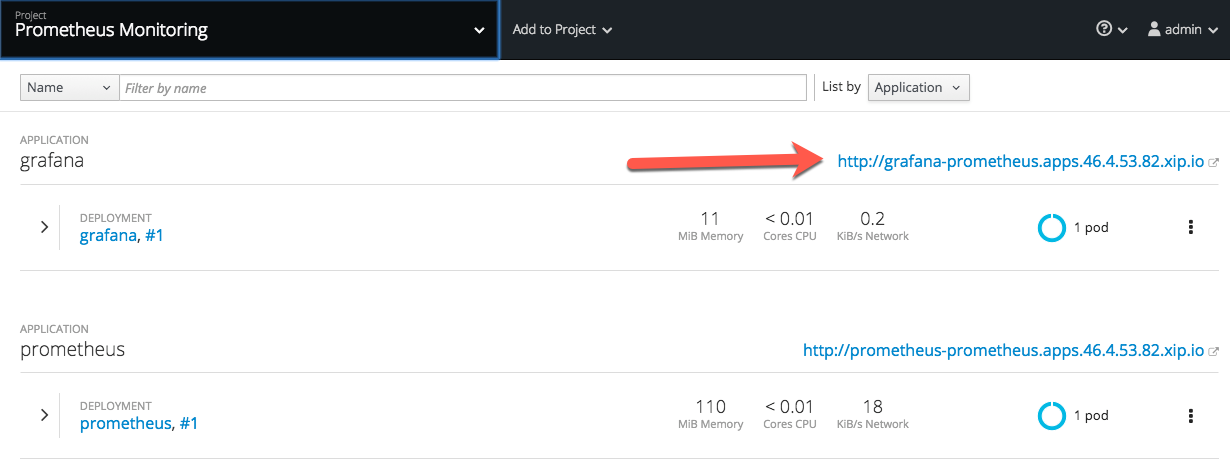 Project
Prometheus Monitoring
Add to Project
admin
Name
Filter by name
List by
Application
APPLICATION
grafana
http://grafana-prometheus.apps.46.4.53.82.xip.io
DEPLOYMENT
grafana, #1
11
MiB Memory
< 0.01
Cores CPU
0.2
KiB/s Network
1 pod
APPLICATION
prometheus
http://prometheus-prometheus.apps.46.4.53.82.xip.io
DEPLOYMENT
prometheus, #1
110
MiB Memory
< 0.01
Cores CPU
18
KiB/s Network
1 pod